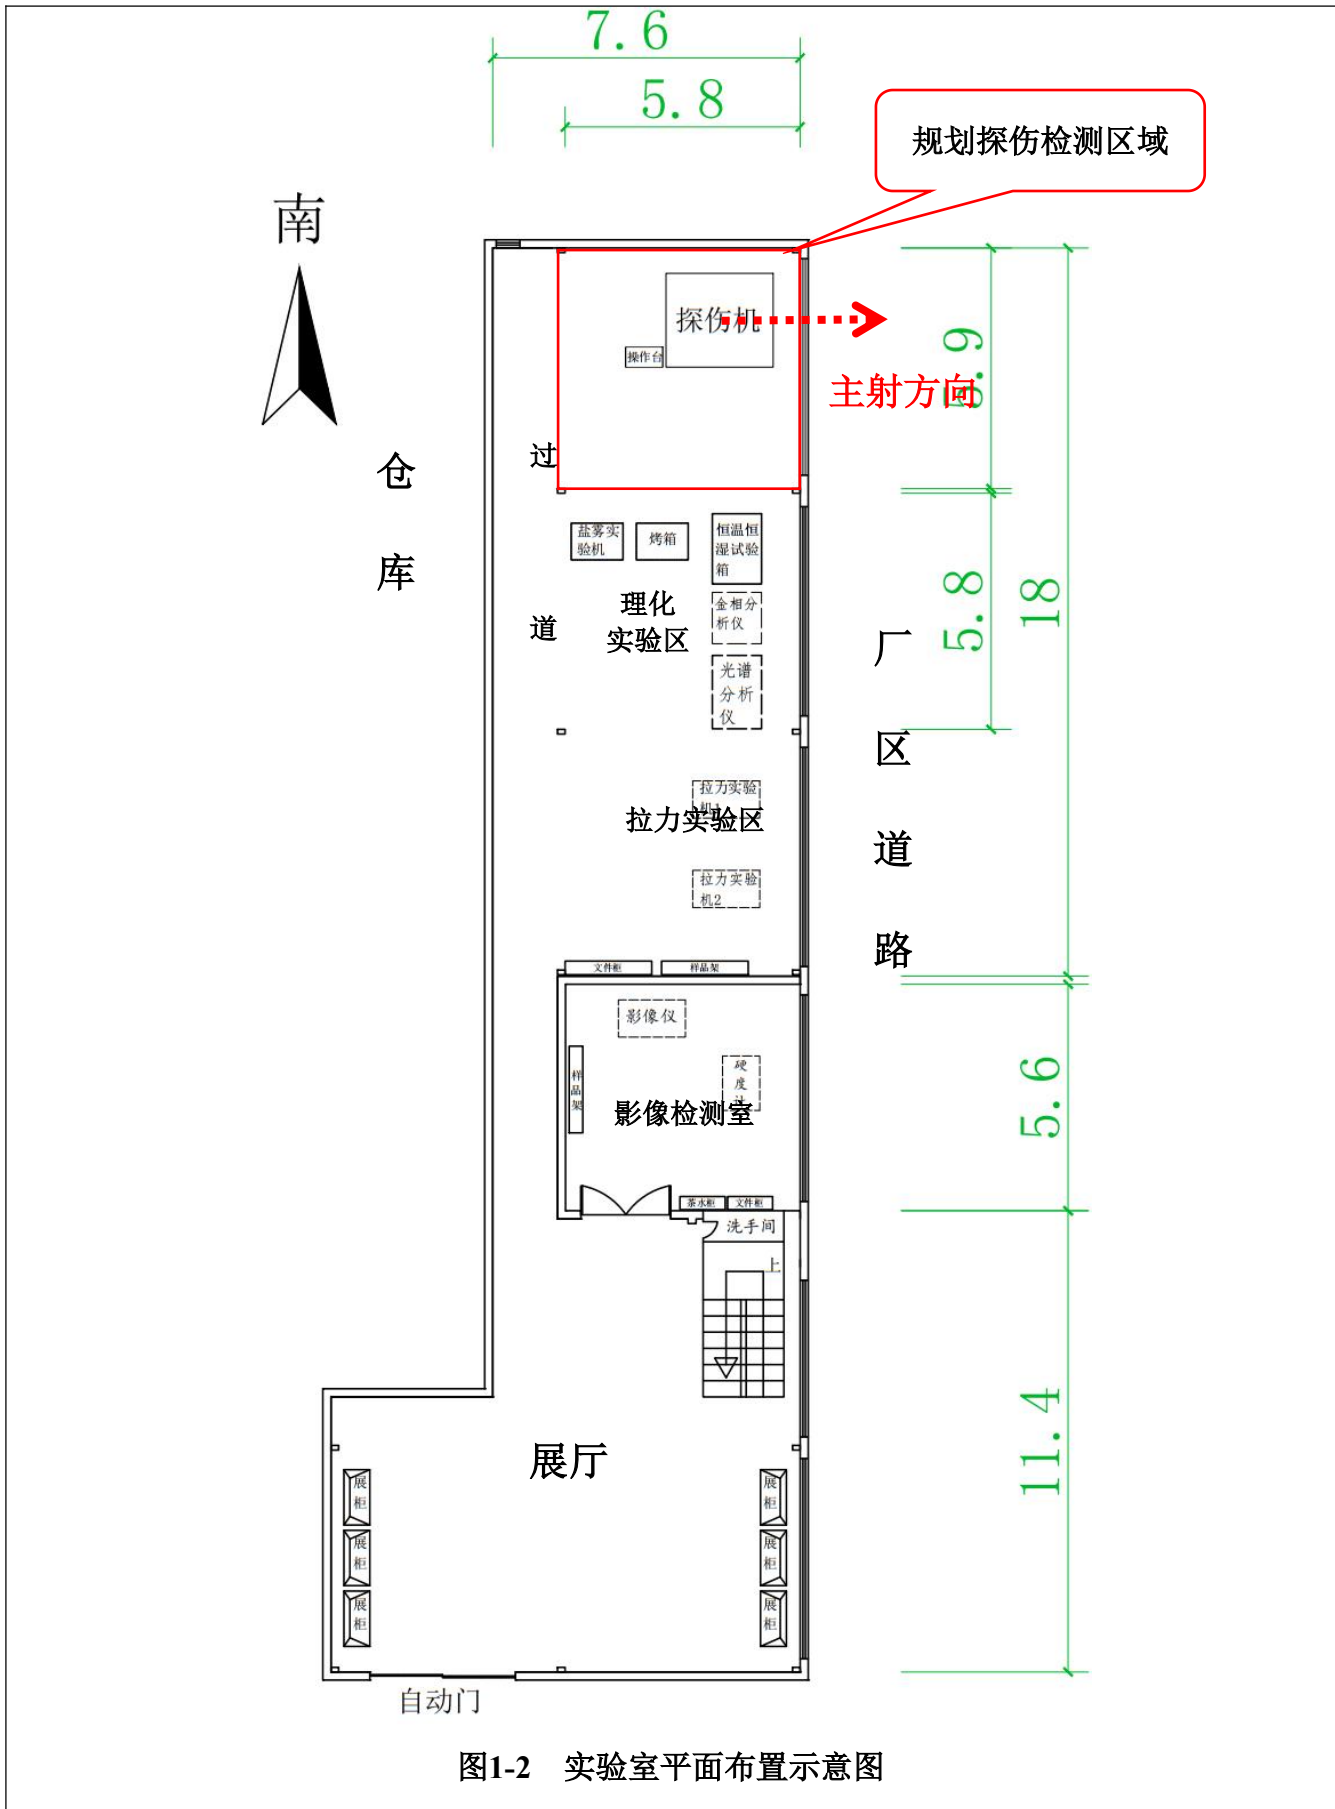 7.6
5.8
规划探伤检测区域
南
探伤机
操作台
主射方向
5.9
仓
库
过
道
盐雾实
验机
烤箱
恒温恒
湿试验
箱
理化
实验区
金相分
析仪
光谱
分析
仪
5.8
18
厂
区
道
路
拉力实验
机1
拉力实验区
拉力实验
机2
文件柜
样品架
影像仪
样
品
架
硬
度
计
影像检测室
5.6
茶水柜
文件柜
洗手间
上
11.4
展厅
展
柜
展
柜
展
柜
展
柜
展
柜
展
柜
自动门
图1-2 实验室平面布置示意图